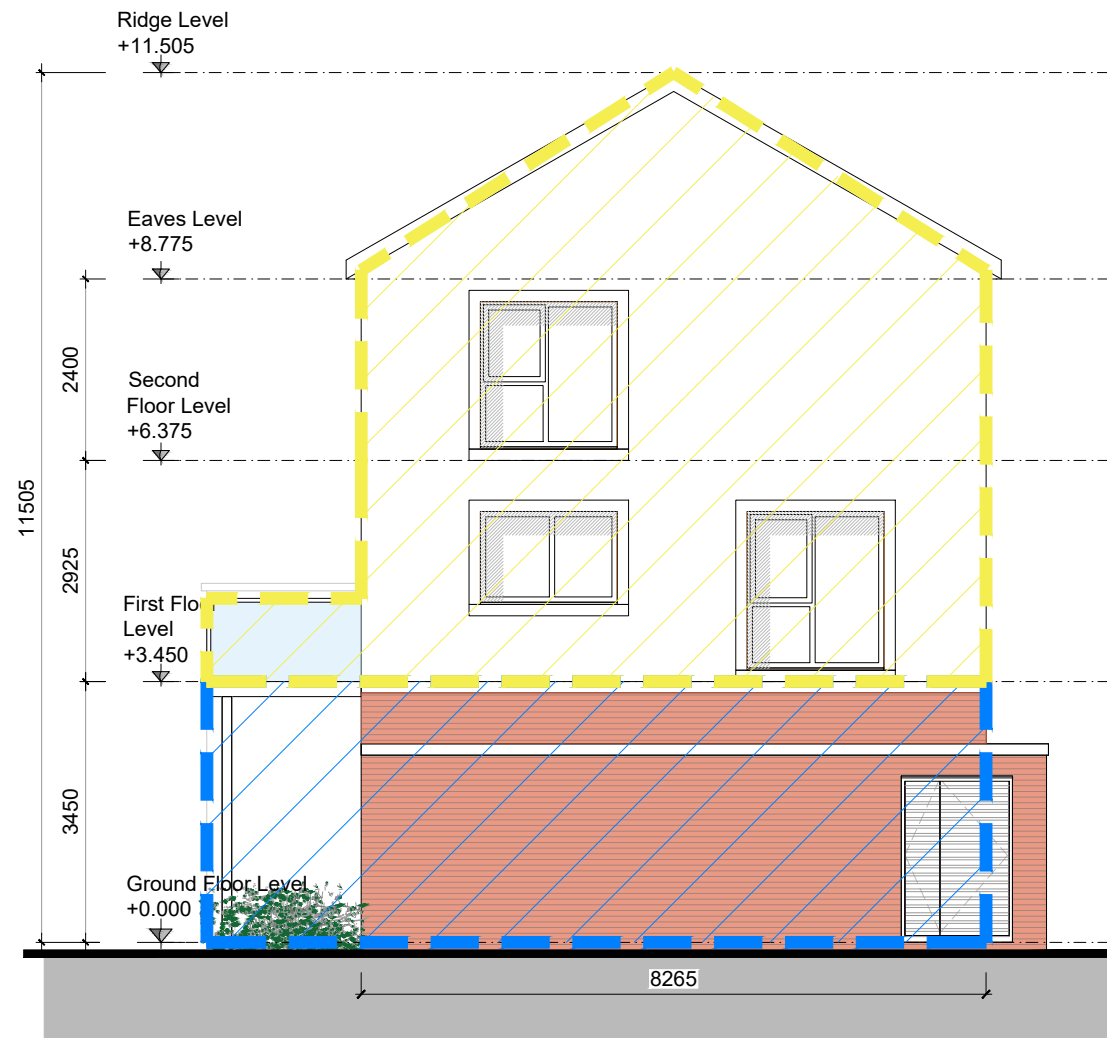 Ridge Level
+11.505
Eaves Level
+8.775
2400
Second
Floor Level
+6.375
11505
2925
First Floor
Level
+3.450
3450
Ground Floor Level
+0.000
8265